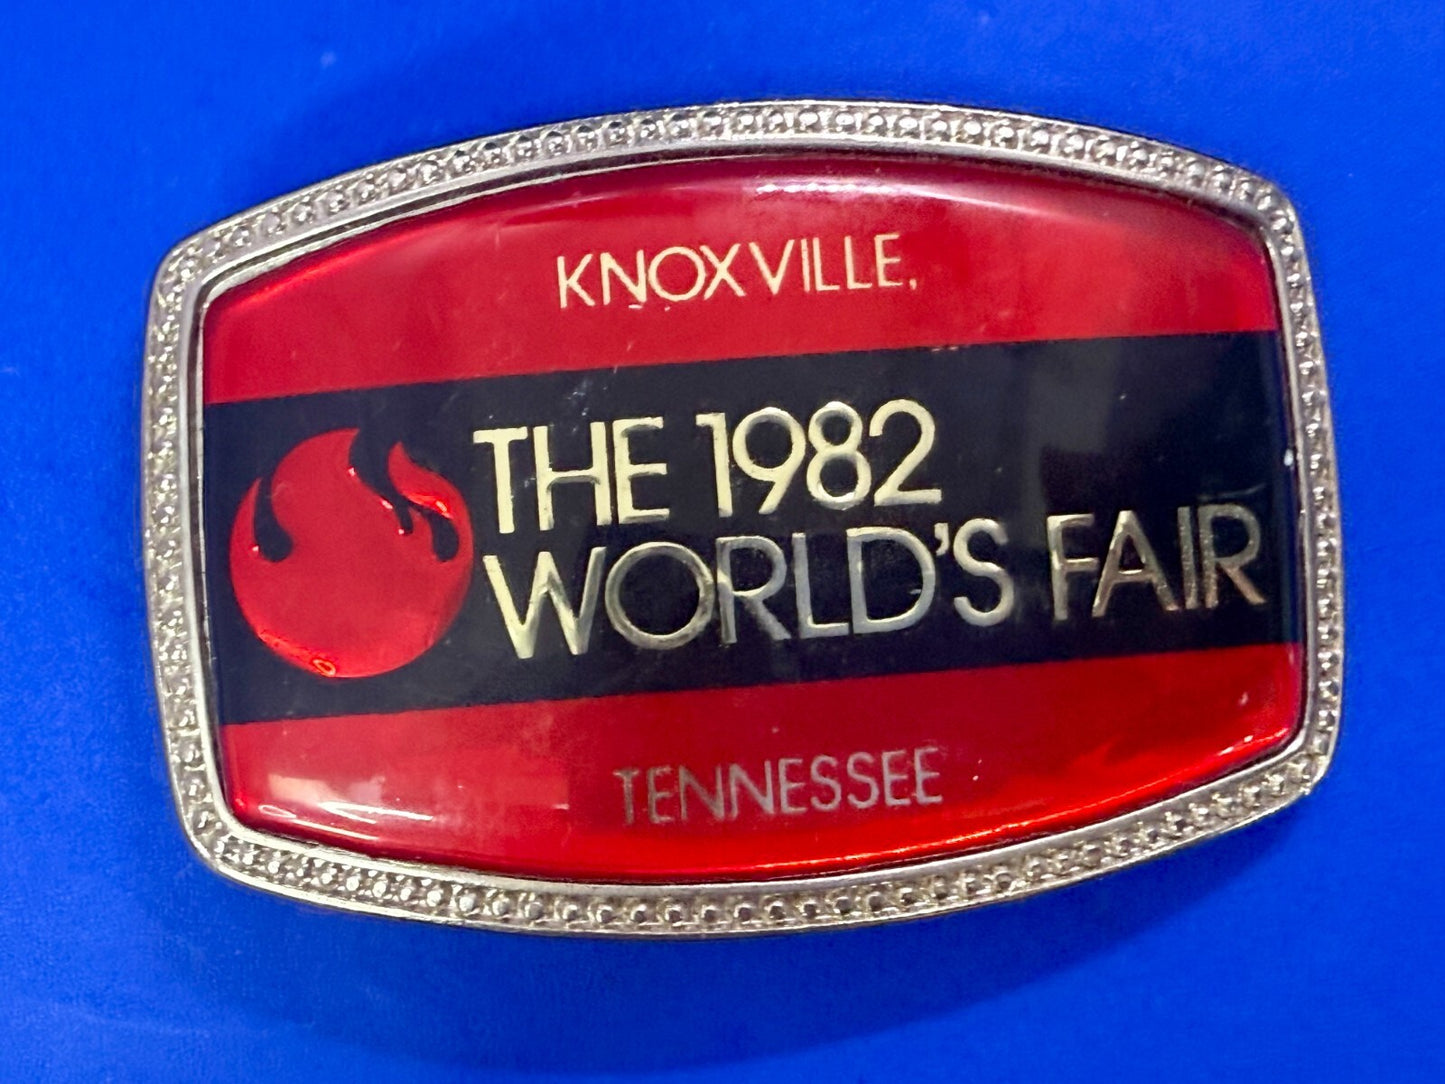 KNOXVILLE,
THE 1982
WORLD'S FAIR
TENNESSEE